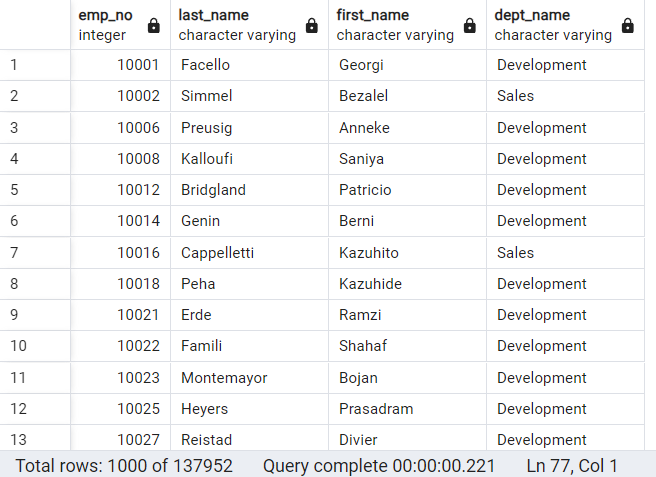 emp_no last_name first_name dept_name
integer character varying character varying character varying
1 10001 Facello Georgi Development
2 10002 Simmel Bezalel Sales
3 10006 Preusig Anneke Development
4 10008 Kalloufi Saniya Development
5 10012 Bridgland Patricio Development
6 10014 Genin Berni Development
7 10016 Cappelletti Kazuhito Sales
8 10018 Peha Kazuhide Development
9 10021 Erde Ramzi Development
10 10022 Famili Shahaf Development
11 10023 Montemayor Bojan Development
12 10025 Heyers Prasadram Development
13 10027 Reistad Divier Development
Total rows: 1000 of 137952 Query complete 00:00:00.221 Ln 77, Col 1